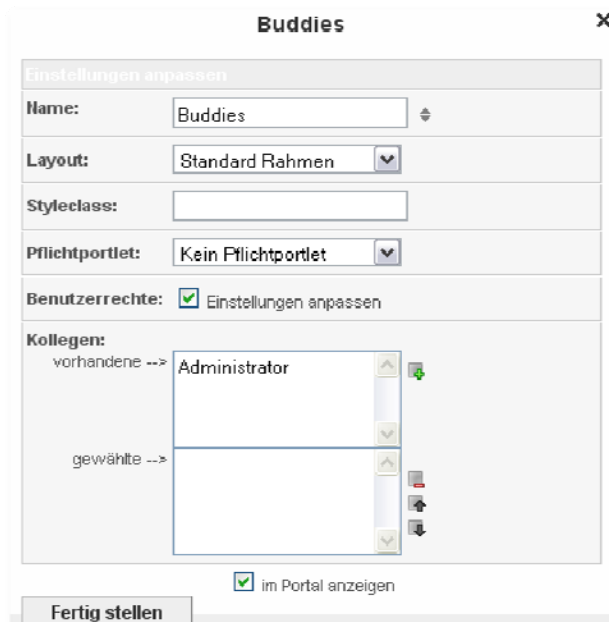 Buddies
Einstellungen anpassen
Name: Buddies
Layout: Standard Rahmen
Styleclass:
Pflichtportlet: Kein Pflichtportlet
Benutzerrechte: Einstellungen anpassen
Kollegen:
vorhandene --> Administrator
gewählte -->
im Portal anzeigen
Fertig stellen